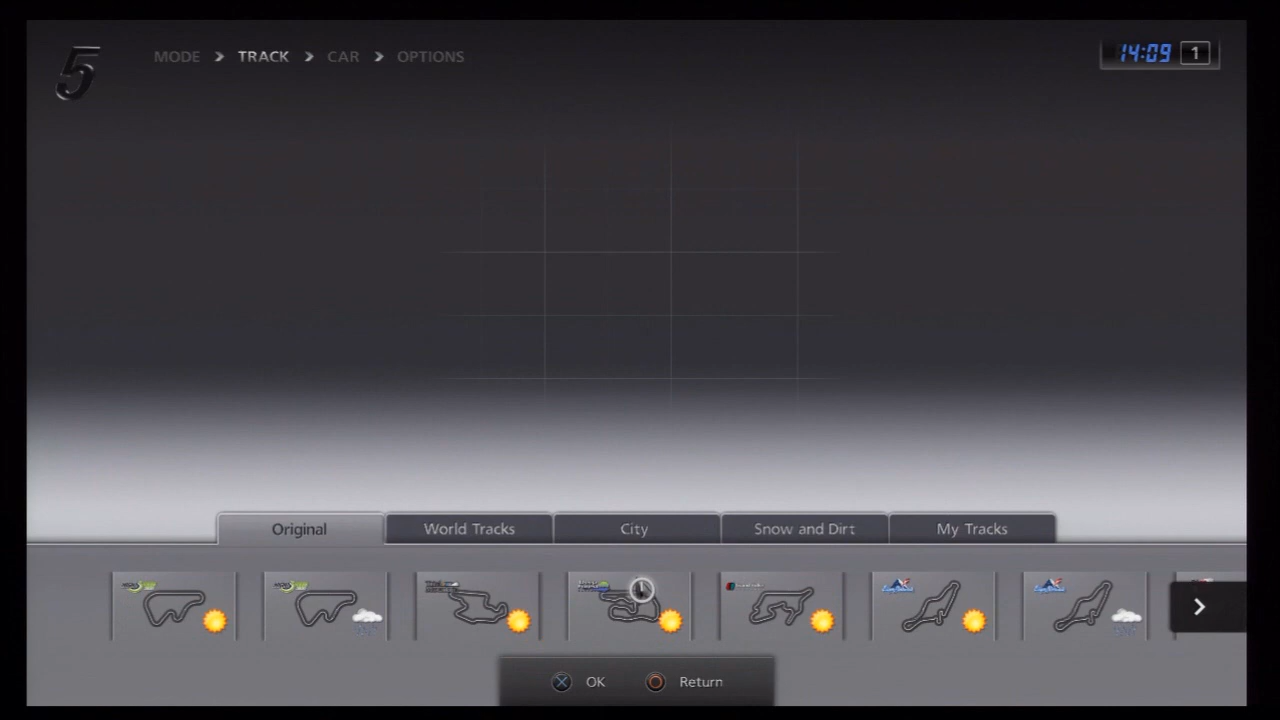 5
MODE > TRACK > CAR > OPTIONS
14:09 1
Original World Tracks City Snow and Dirt My Tracks
OK Return